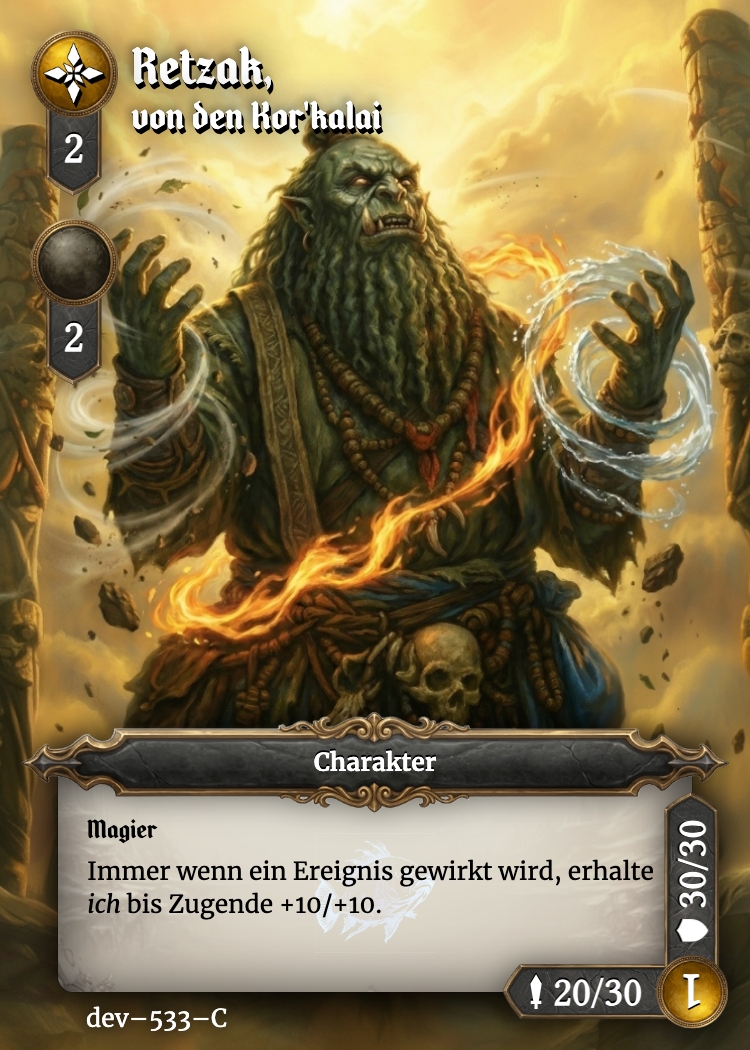 Retzak,
von den Kor'kalai
2
2
Charakter
Magier
Immer wenn ein Ereignis gewirkt wird, erhalte
ich bis Zugende +10/+10.
30/30
20/30
1
dev–533–C